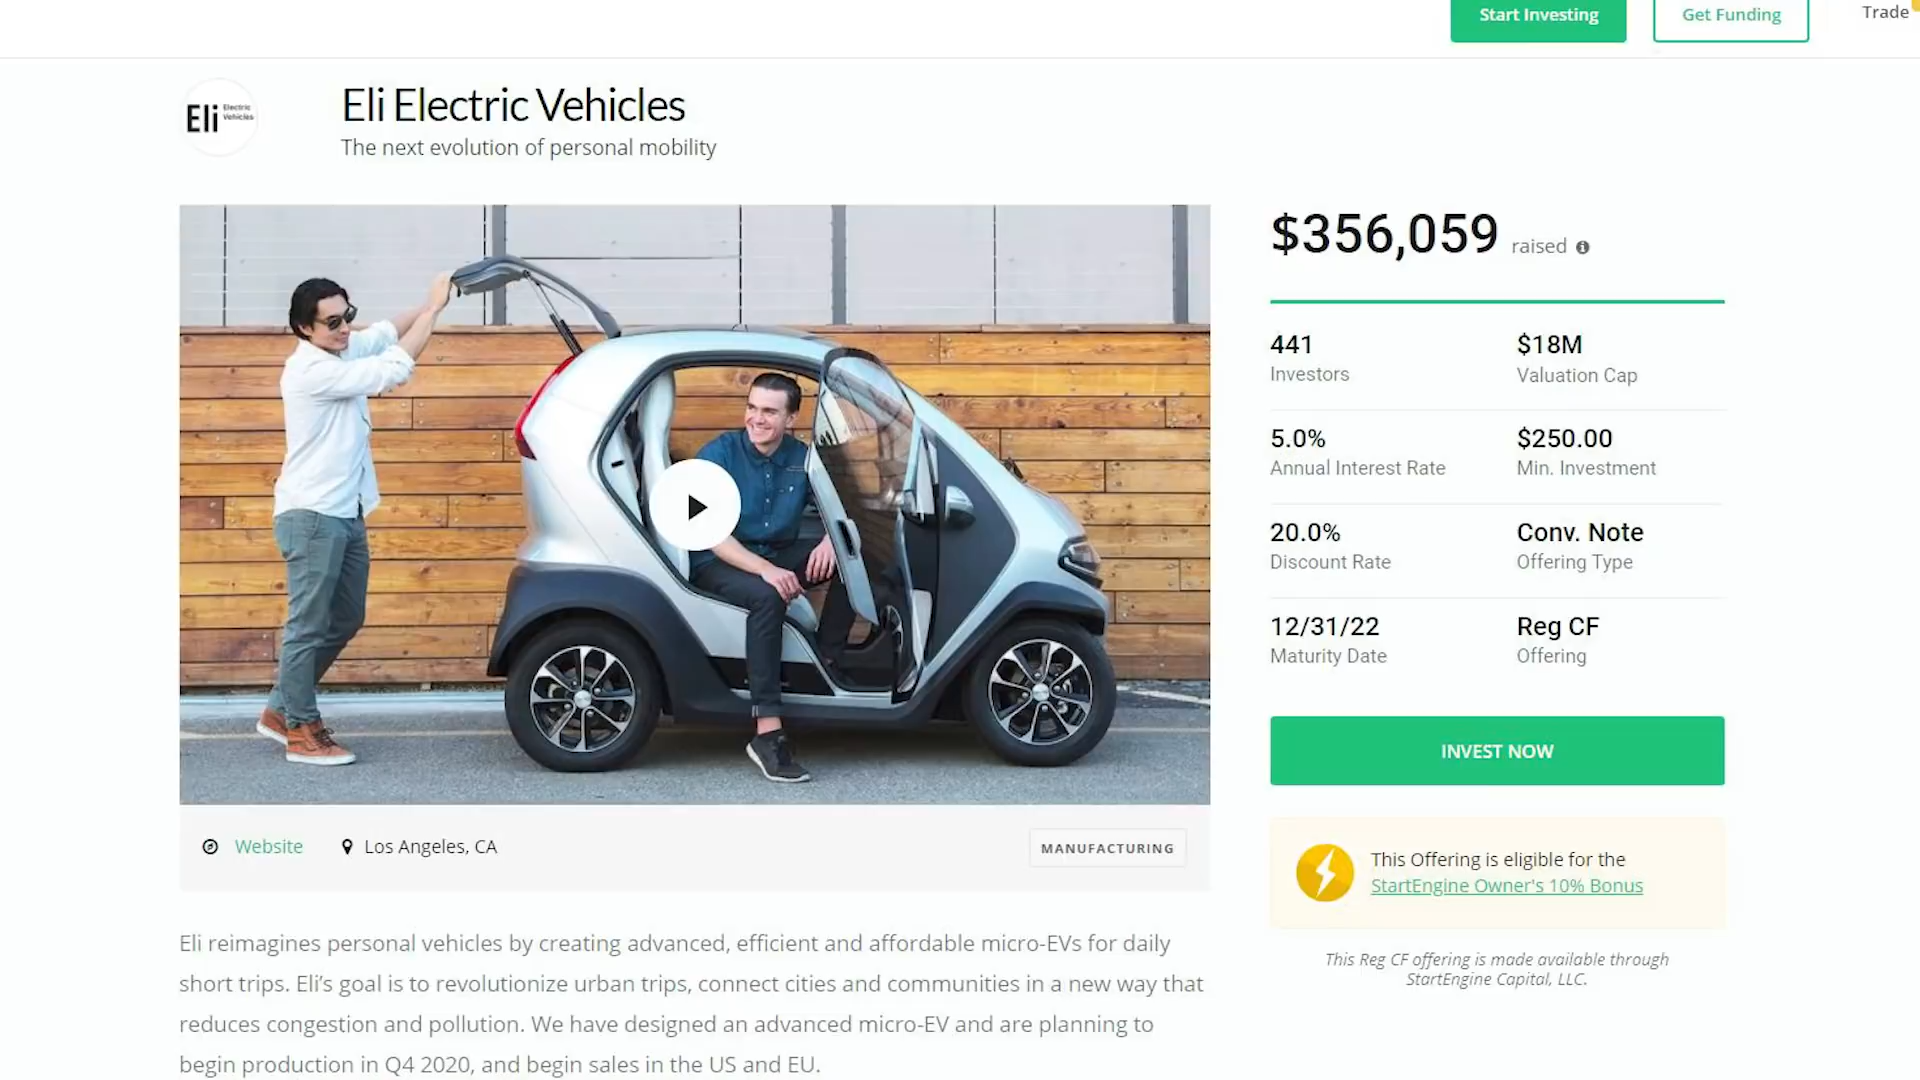 Start Investing
Get Funding
Trade
Eli Electric Vehicles
Eli Electric Vehicles
The next evolution of personal mobility
$356,059 raised
441
Investors
$18M
Valuation Cap
5.0%
Annual Interest Rate
$250.00
Min. Investment
20.0%
Discount Rate
Conv. Note
Offering Type
12/31/22
Maturity Date
Reg CF
Offering
INVEST NOW
This Offering is eligible for the
StartEngine Owner's 10% Bonus
This Reg CF offering is made available through
StartEngine Capital, LLC.
Website
Los Angeles, CA
MANUFACTURING
Eli reimagines personal vehicles by creating advanced, efficient and affordable micro-EVs for daily
short trips. Eli’s goal is to revolutionize urban trips, connect cities and communities in a new way that
reduces congestion and pollution. We have designed an advanced micro-EV and are planning to
begin production in Q4 2020, and begin sales in the US and EU.